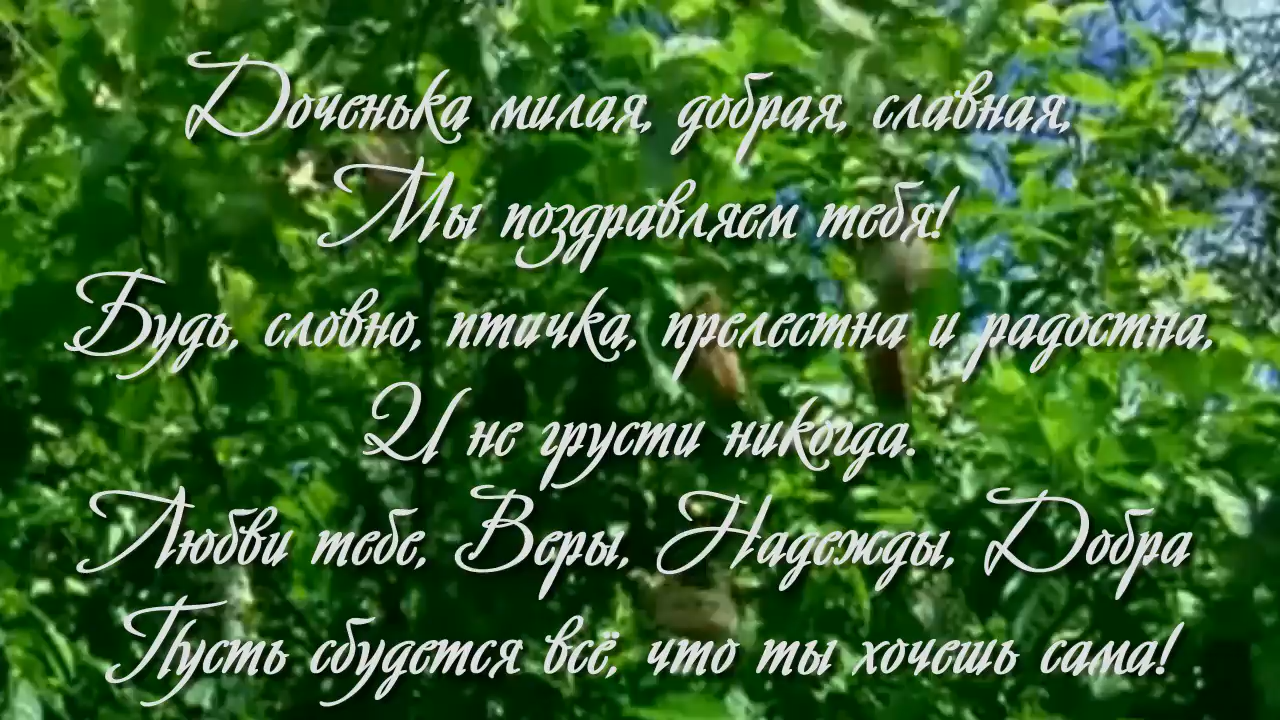 Доченька милая, добрая, славная,
Мы поздравляем тебя!
Будь, словно, птичка, прелестна и радостна,
И не грусти никогда.
Любви тебе, Веры, Надежды, Добра
Пусть сбудется всё, что ты хочешь сама!